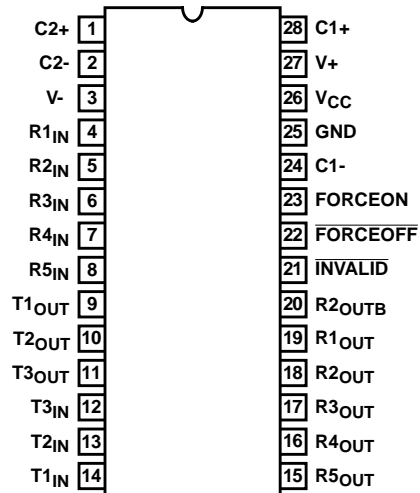 C2+ 1 28 C1+
C2- 2 27 V+
V- 3 26 VCC
R1IN 4 25 GND
R2IN 5 24 C1-
R3IN 6 23 FORCEON
R4IN 7 22 FORCEOFF
R5IN 8 21 INVALID
T1OUT 9 20 R2OUTB
T2OUT 10 19 R1OUT
T3OUT 11 18 R2OUT
T3IN 12 17 R3OUT
T2IN 13 16 R4OUT
T1IN 14 15 R5OUT